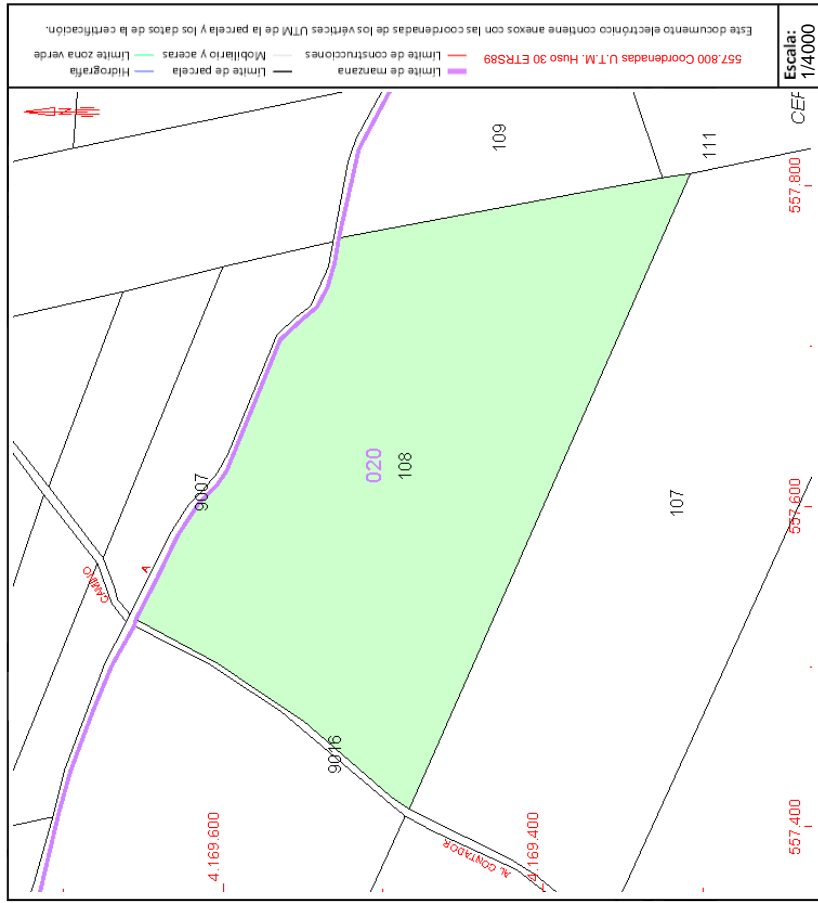 Este documento electrónico contiene anexos con las coordenadas de los vértices de la parcela y los datos UTM de la certificación.
557.800 Coordenadas U.T.M. Huso 30 ETRS89
Límite de manzana
Límite de construcciones
Límite de parcela
Mobiliario y aceras
Hidrografía
Límite zona verde
Escala:
1/4000
109
111
CEF
557.800
CAMINO
A
9007
020
108
107
557.600
9016
4.169.600
4.169.400
AL CONTADOR
557.400